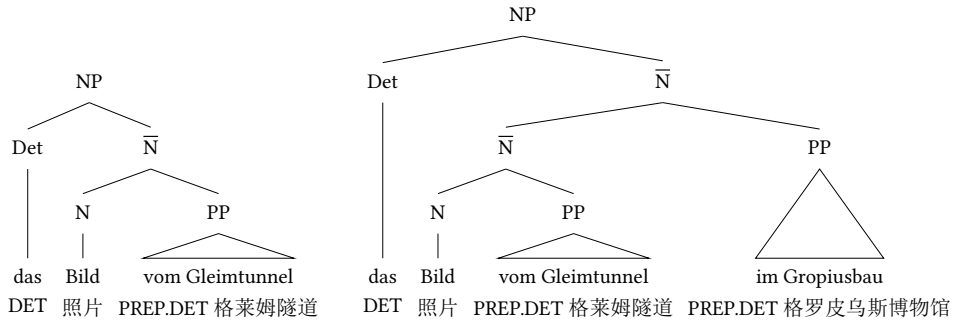 NP
Det
N̅
N
PP
das Bild vom Gleimtunnel
DET 照片 PREP.DET 格莱姆隧道
NP
Det
N̅
N̅
PP
N
PP
das Bild vom Gleimtunnel im Gropiusbau
DET 照片 PREP.DET 格莱姆隧道 PREP.DET 格罗皮乌斯博物馆